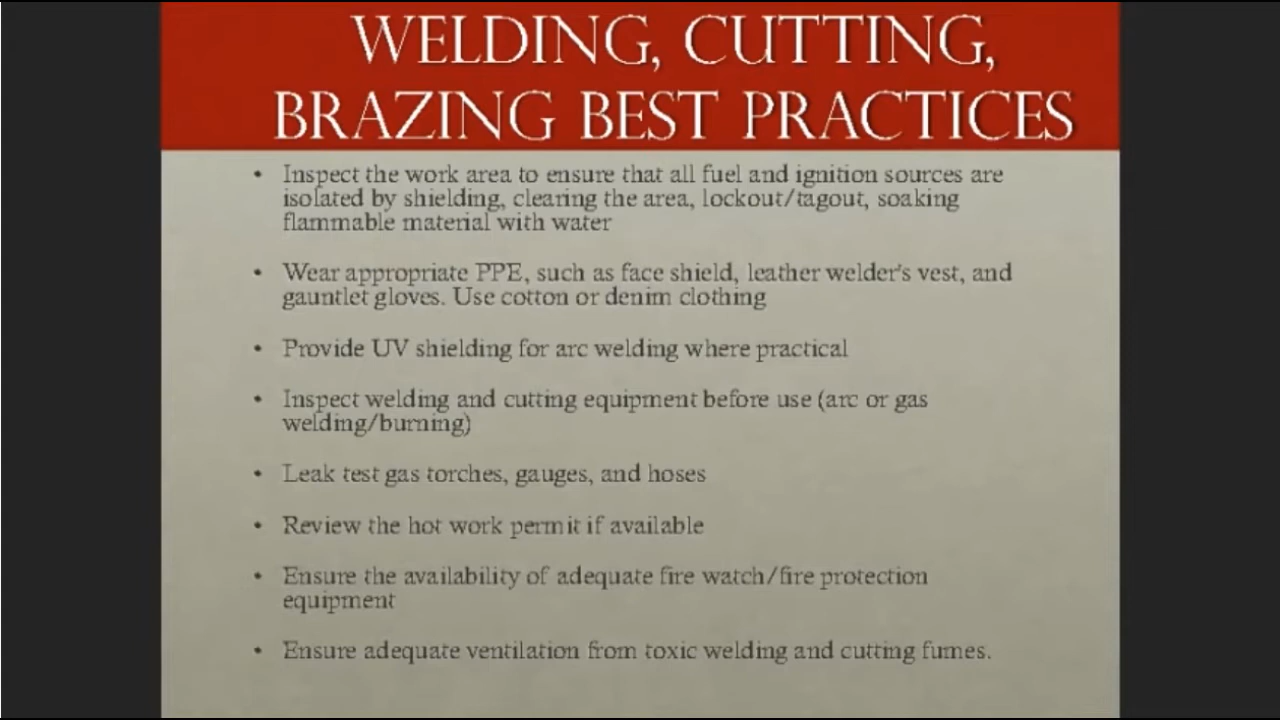 WELDING, CUTTING,
BRAZING BEST PRACTICES
• Inspect the work area to ensure that all fuel and ignition sources are
isolated by shielding, clearing the area, lockout/tagout, soaking
flammable material with water
• Wear appropriate PPE, such as face shield, leather welder's vest, and
gauntlet gloves. Use cotton or denim clothing
• Provide UV shielding for arc welding where practical
• Inspect welding and cutting equipment before use (arc or gas
welding/burning)
• Leak test gas torches, gauges, and hoses
• Review the hot work permit if available
• Ensure the availability of adequate fire watch/fire protection
equipment
• Ensure adequate ventilation from toxic welding and cutting fumes.